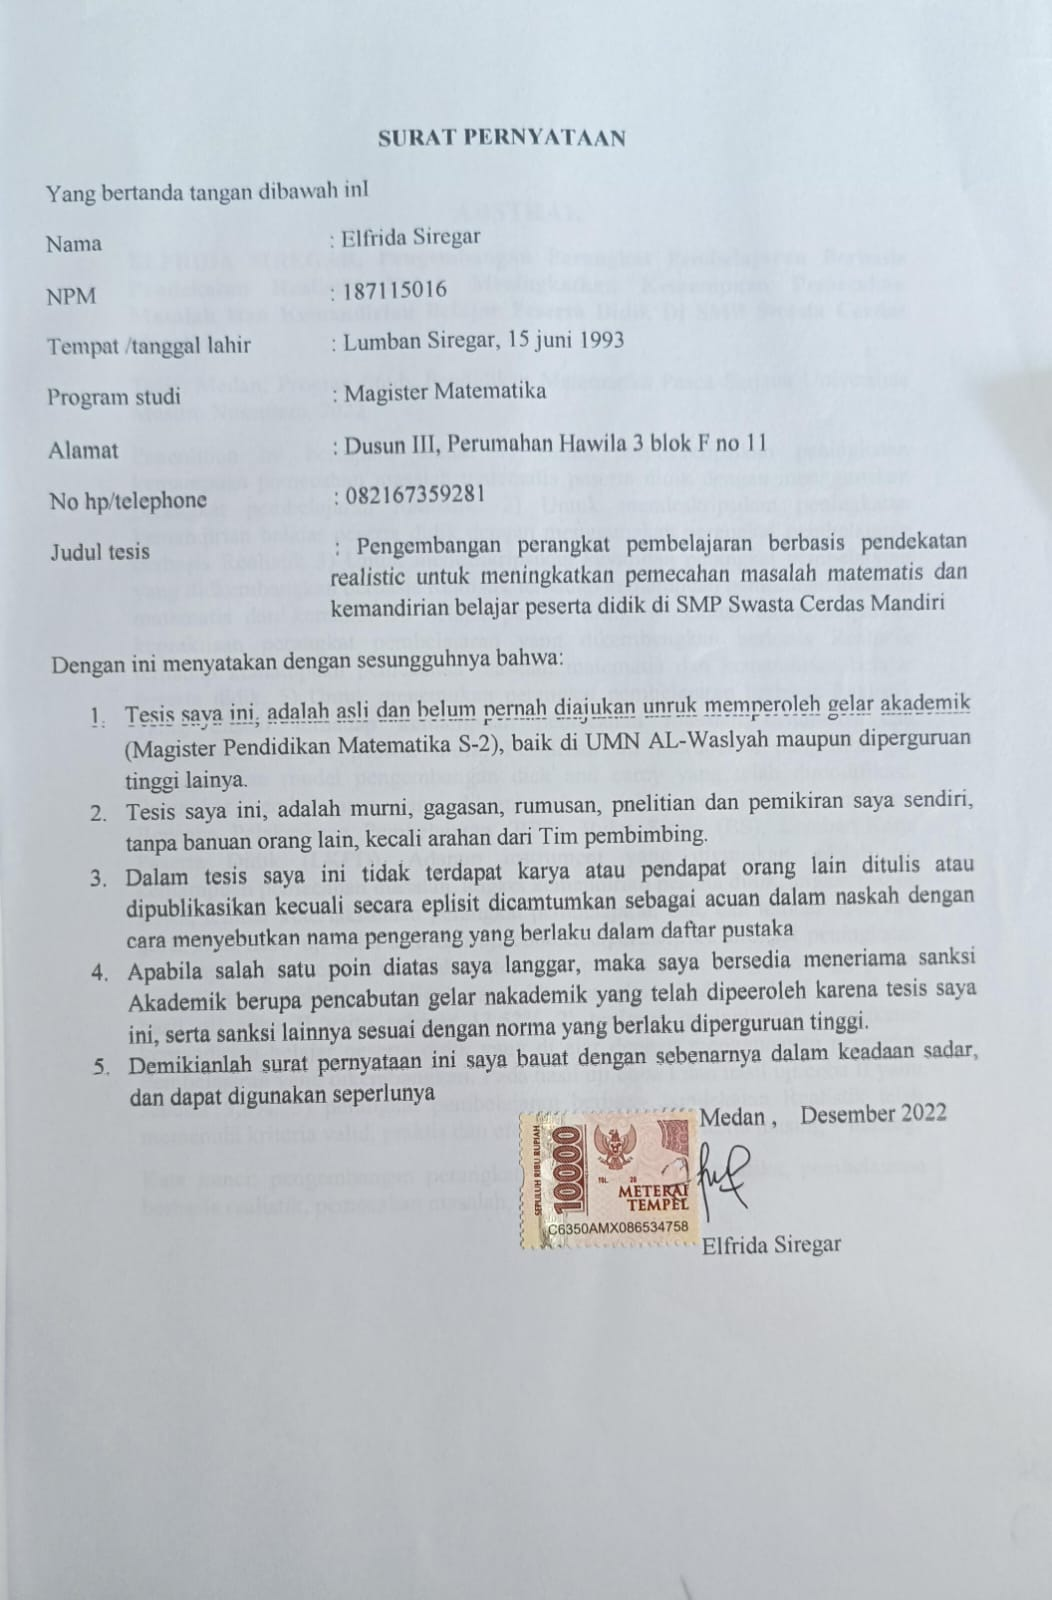 SURAT PERNYATAAN
Yang bertanda tangan dibawah inI
Nama : Elfrida Siregar
NPM : 187115016
Tempat /tanggal lahir : Lumban Siregar, 15 juni 1993
Program studi : Magister Matematika
Alamat : Dusun III, Perumahan Hawila 3 blok F no 11
No hp/telephone : 082167359281
Judul tesis : Pengembangan perangkat pembelajaran berbasis pendekatan
realistic untuk meningkatkan pemecahan masalah matematis dan
kemandirian belajar peserta didik di SMP Swasta Cerdas Mandiri
Dengan ini menyatakan dengan sesungguhnya bahwa:
1. Tesis saya ini, adalah asli dan belum pernah diajukan unruk memperoleh gelar akademik
(Magister Pendidikan Matematika S-2), baik di UMN AL-Waslyah maupun diperguruan
tinggi lainya.
2. Tesis saya ini, adalah murni, gagasan, rumusan, pnelitian dan pemikiran saya sendiri,
tanpa banuan orang lain, kecali arahan dari Tim pembimbing.
3. Dalam tesis saya ini tidak terdapat karya atau pendapat orang lain ditulis atau
dipublikasikan kecuali secara eplisit dicamtumkan sebagai acuan dalam naskah dengan
cara menyebutkan nama pengerang yang berlaku dalam daftar pustaka
4. Apabila salah satu poin diatas saya langgar, maka saya bersedia meneriama sanksi
Akademik berupa pencabutan gelar nakademik yang telah dipeeroleh karena tesis saya
ini, serta sanksi lainnya sesuai dengan norma yang berlaku diperguruan tinggi.
5. Demikianlah surat pernyataan ini saya bauat dengan sebenarnya dalam keadaan sadar,
dan dapat digunakan seperlunya
Medan , Desember 2022
SEPULUH RIBU RUPIAH
10000
METERAI
TEMPEL
C6350AMX086534758
Elfrida Siregar